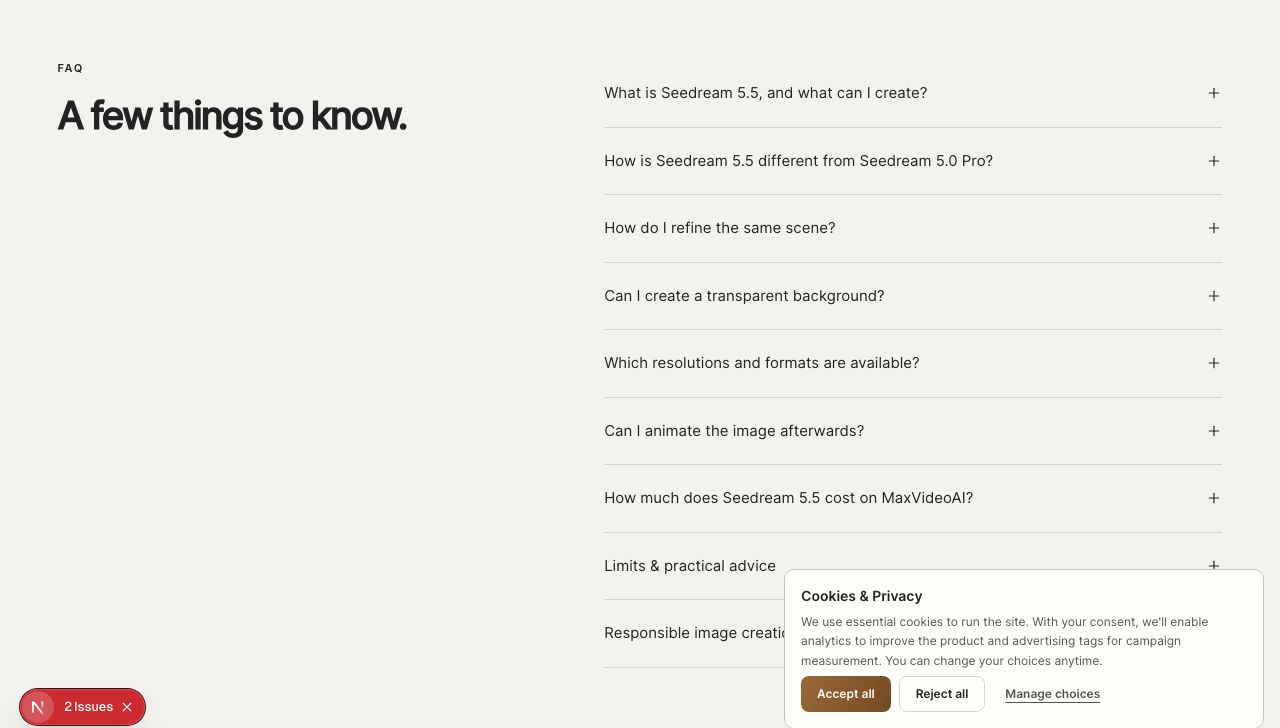 FAQ
A few things to know.
What is Seedream 5.5, and what can I create?
How is Seedream 5.5 different from Seedream 5.0 Pro?
How do I refine the same scene?
Can I create a transparent background?
Which resolutions and formats are available?
Can I animate the image afterwards?
How much does Seedream 5.5 cost on MaxVideoAI?
Limits & practical advice
Responsible image
Cookies & Privacy
We use essential cookies to run the site. With your consent, we'll enable
analytics to improve the product and advertising tags for campaign
measurement. You can change your choices anytime.
Accept all
Reject all
Manage choices
N
2 Issues